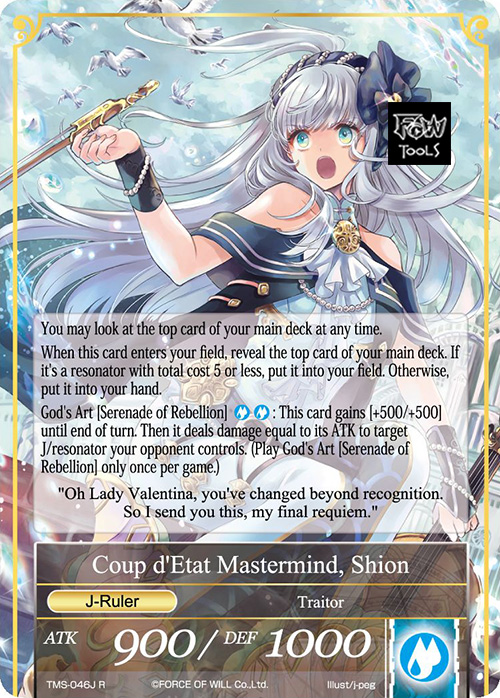 FOW
TOOLS
You may look at the top card of your main deck at any time.
When this card enters your field, reveal the top card of your main deck. If
it's a resonator with total cost 5 or less, put it into your field. Otherwise,
put it into your hand.
God's Art [Serenade of Rebellion] : This card gains [+500/+500]
until end of turn. Then it deals damage equal to its ATK to target
J/resonator your opponent controls. (Play God's Art [Serenade of
Rebellion] only once per game.)
"Oh Lady Valentina, you've changed beyond recognition.
So I send you this, my final requiem."
Coup d'Etat Mastermind, Shion
J-Ruler Traitor
ATK 900 / DEF 1000
TMS-046J R ©FORCE OF WILL Co.,Ltd. Illust/j-peg